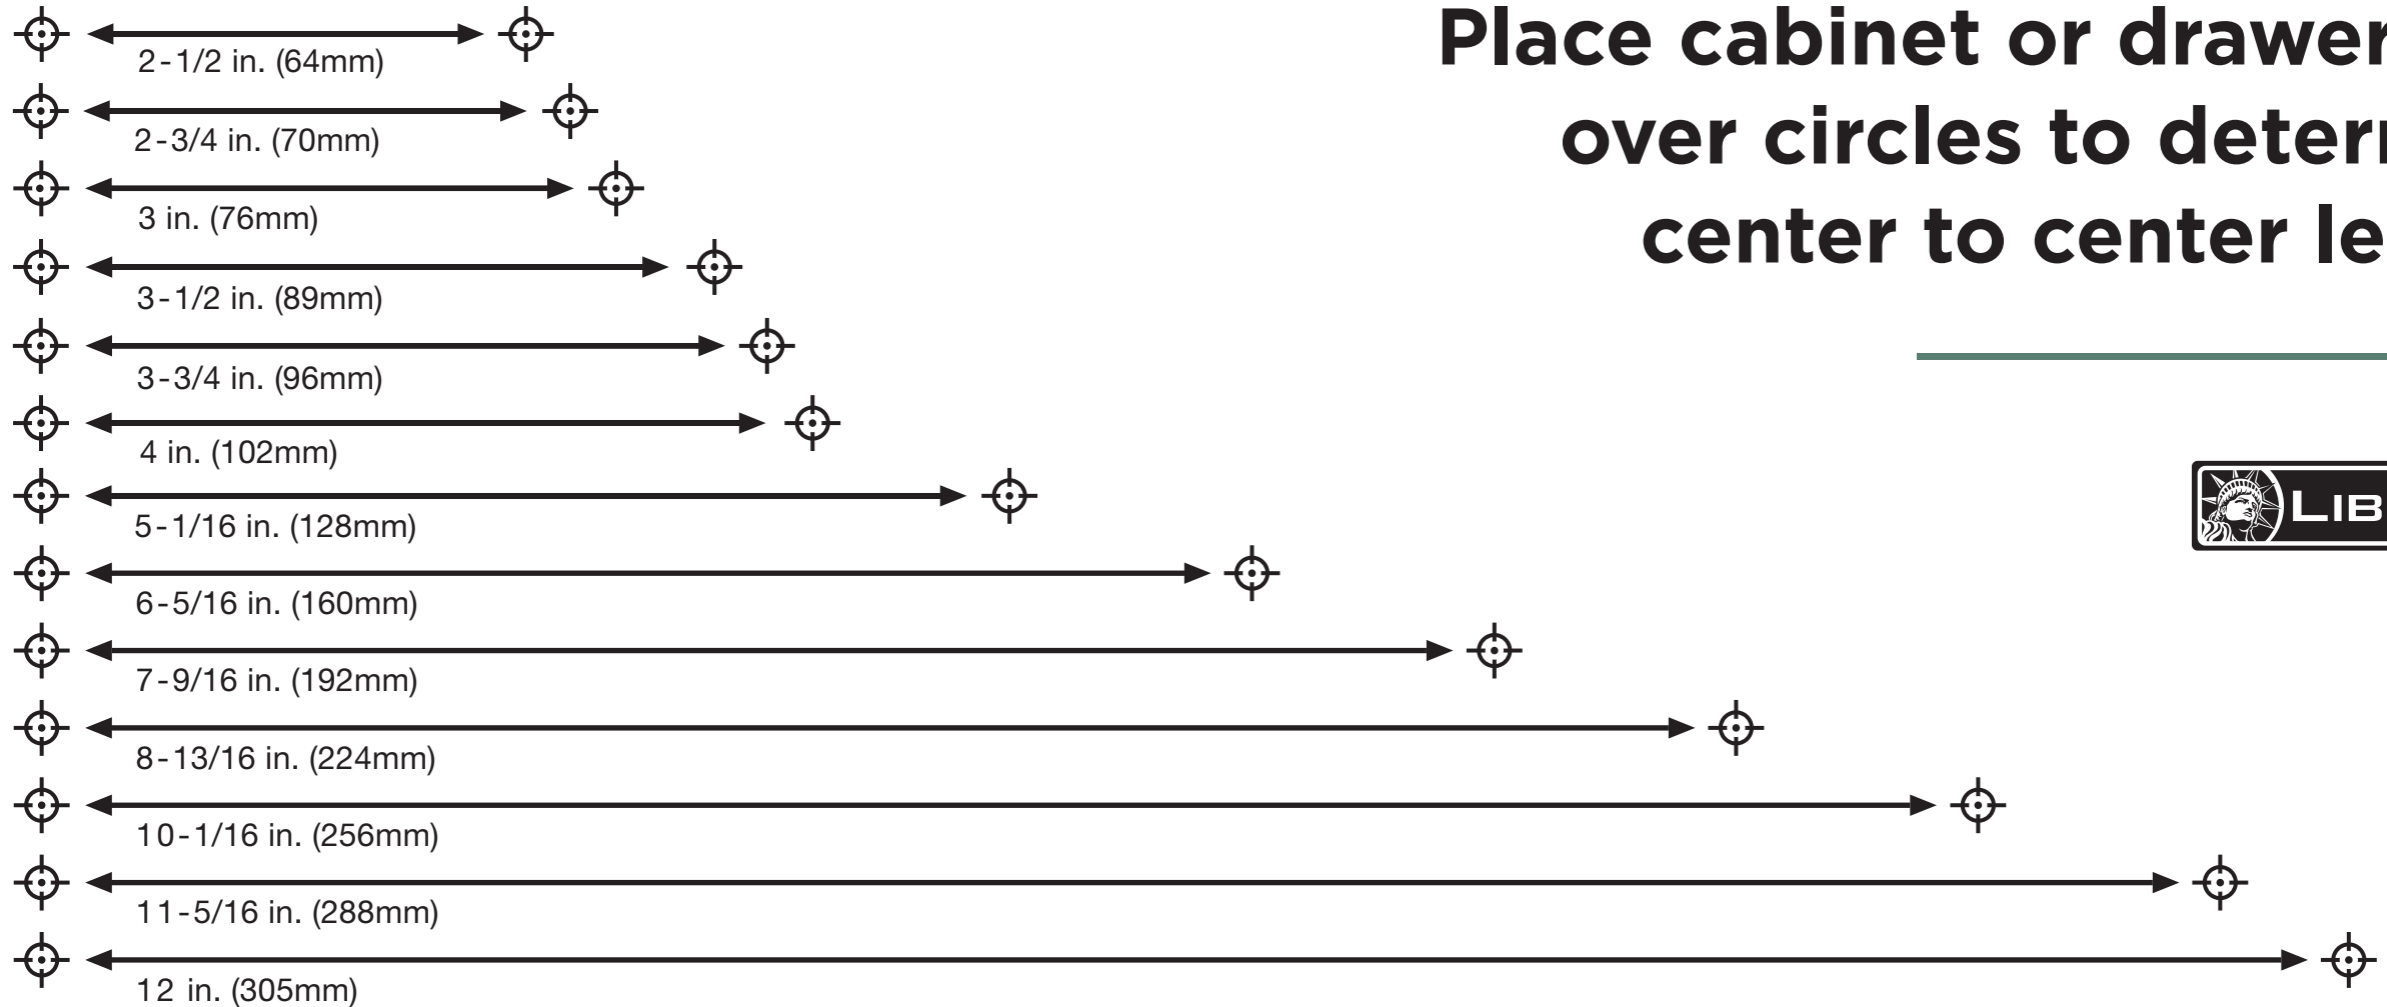 2-1/2 in. (64mm)
2-3/4 in. (70mm)
3 in. (76mm)
3-1/2 in. (89mm)
3-3/4 in. (96mm)
4 in. (102mm)
5-1/16 in. (128mm)
6-5/16 in. (160mm)
7-9/16 in. (192mm)
8-13/16 in. (224mm)
10-1/16 in. (256mm)
11-5/16 in. (288mm)
12 in. (305mm)
Place cabinet or drawer
over circles to deter
center to center le
LIB